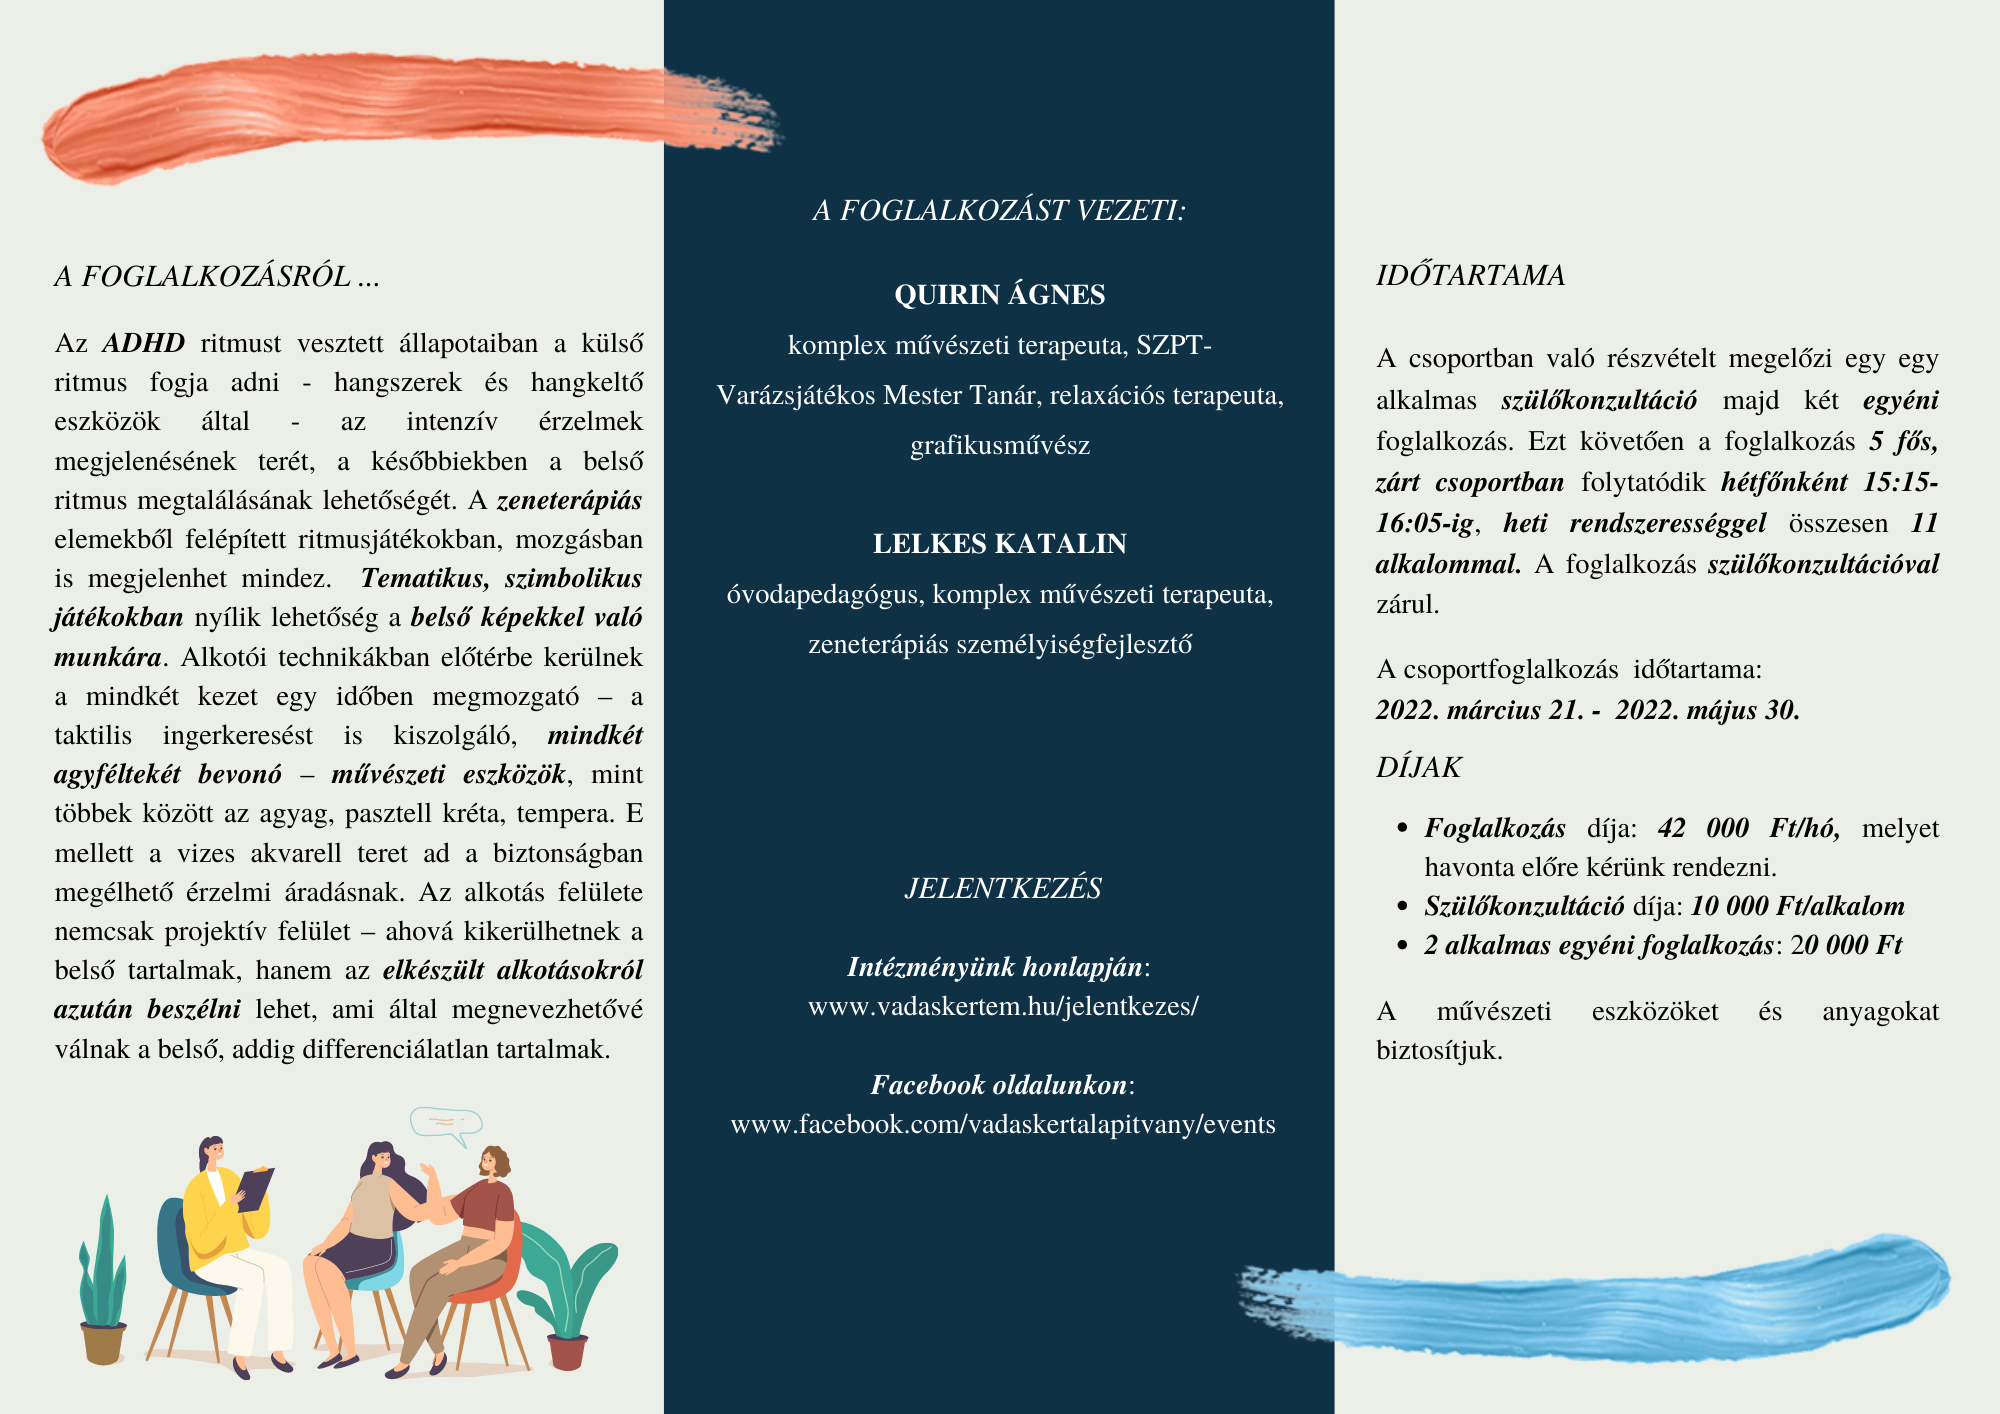 A FOGLALKOZÁSRÓL ...
Az ADHD ritmust vesztett állapotaiban a külső
ritmus fogja adni - hangszerek és hangkeltő
eszközök által - az intenzív érzelmek
megjelenésének terét, a későbbiekben a belső
ritmus megtalálásának lehetőségét. A zeneterápiás
elemekből felépített ritmusjátékokban, mozgásban
is megjelenhet mindez. Tematikus, szimbolikus
játékokban nyílik lehetőség a belső képekkel való
munkára. Alkotói technikákban előtérbe kerülnek
a mindkét kezet egy időben megmozgató – a
taktilis ingerkeresést is kiszolgáló, mindkét
agyféltekét bevonó – művészeti eszközök, mint
többek között az agyag, pasztell kréta, tempera. E
mellett a vizes akvarell teret ad a biztonságban
megélhető érzelmi áradásnak. Az alkotás felülete
nemcsak projektív felület – ahová kikerülhetnek a
belső tartalmak, hanem az elkészült alkotásokról
azután beszélni lehet, ami által megnevezhetővé
válnak a belső, addig differenciálatlan tartalmak.
A FOGLALKOZÁST VEZETI:
QUIRIN ÁGNES
komplex művészeti terapeuta, SZPT-
Varázsjátékos Mester Tanár, relaxációs terapeuta,
grafikusművész
LELKES KATALIN
óvodapedagógus, komplex művészeti terapeuta,
zeneterápiás személyiségfejlesztő
JELENTKEZÉS
Intézményünk honlapján:
www.vadaskertem.hu/jelentkezes/
Facebook oldalunkon:
www.facebook.com/vadaskertalapitvany/events
IDŐTARTAMA
A csoportban való részvételt megelőzi egy egy
alkalmas szülőkonzultáció majd két egyéni
foglalkozás. Ezt követően a foglalkozás 5 fős,
zárt csoportban folytatódik hétfőnként 15:15-
16:05-ig, heti rendszerességgel összesen 11
alkalommal. A foglalkozás szülőkonzultációval
zárul.
A csoportfoglalkozás időtartama:
2022. március 21. - 2022. május 30.
DÍJAK
• Foglalkozás díja: 42 000 Ft/hó, melyet
havonta előre kérünk rendezni.
• Szülőkonzultáció díja: 10 000 Ft/alkalom
• 2 alkalmas egyéni foglalkozás: 20 000 Ft
A művészeti eszközöket és anyagokat
biztosítjuk.